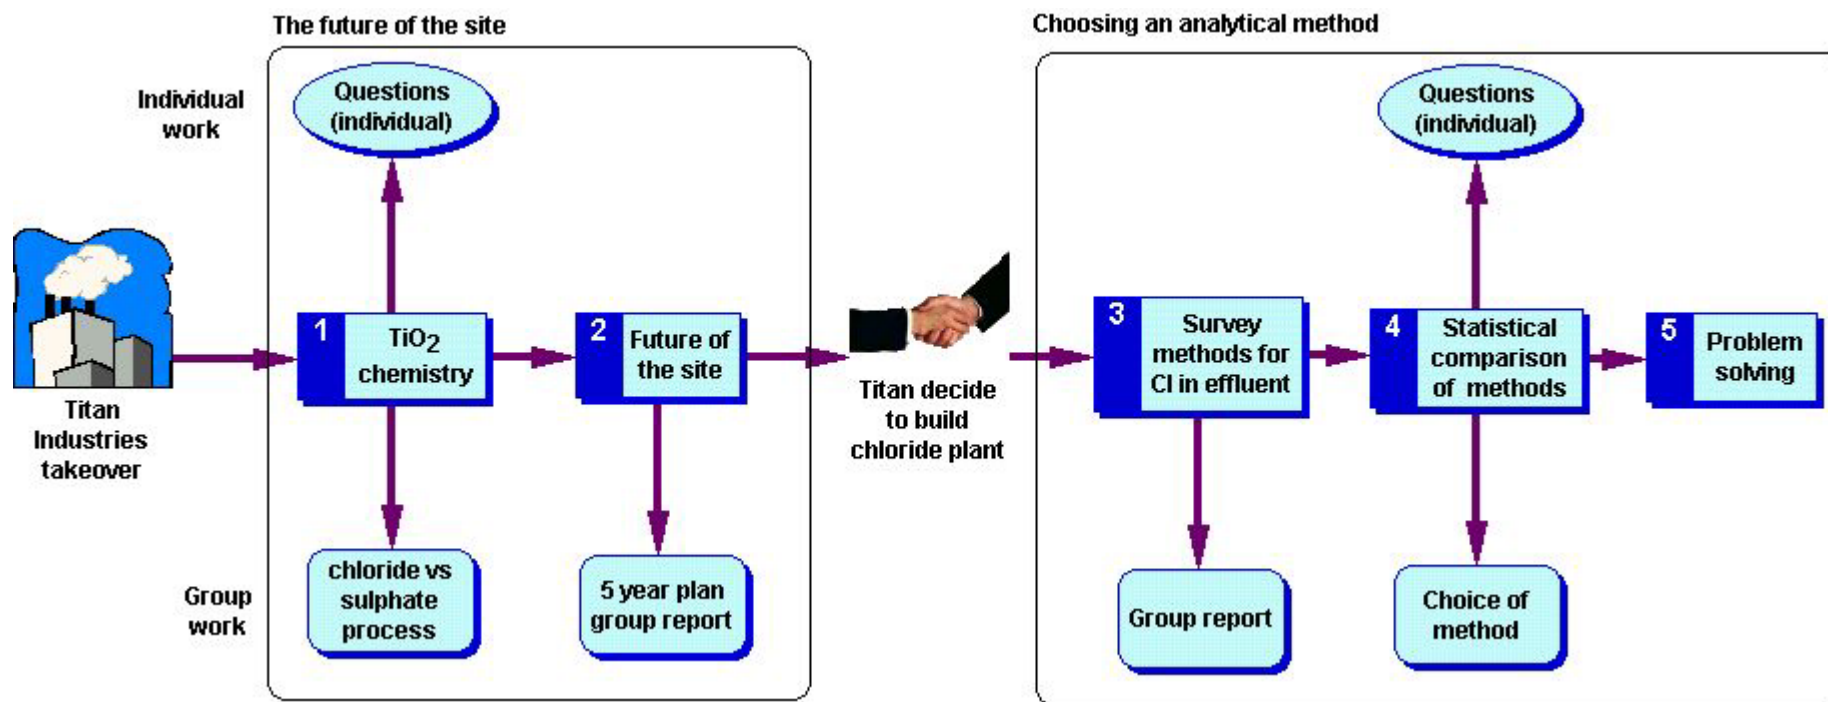 The future of the site
Choosing an analytical method
Individual
work
Questions
(individual)
Questions
(individual)
Titan
Industries
takeover
1
TiO2
chemistry
2
Future of
the site
Titan decide
to build
chloride plant
3
Survey
methods for
Cl in effluent
4
Statistical
comparison
of methods
5
Problem
solving
Group
work
chloride vs
sulphate
process
5 year plan
group report
Group report
Choice of
method